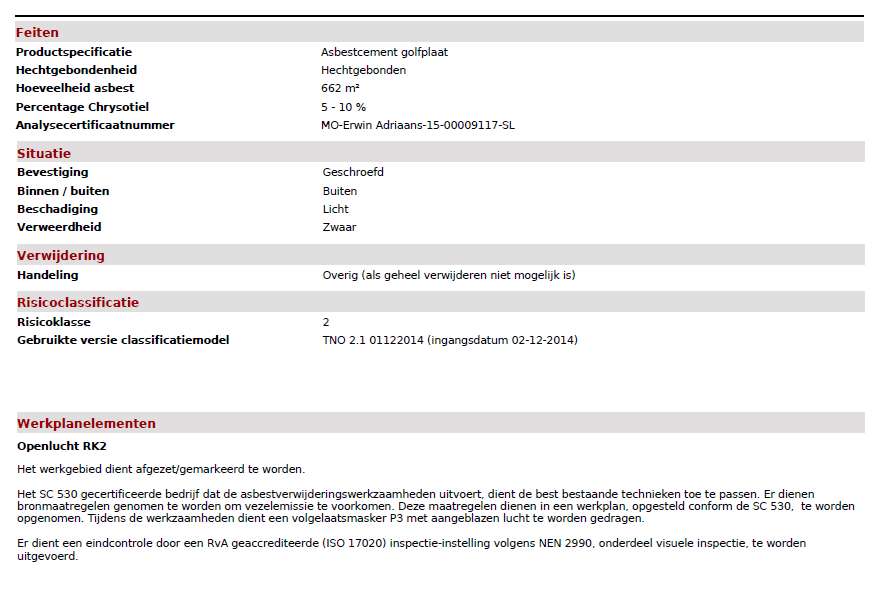 Feiten
Productspecificatie Asbestcement golfplaat
Hechtgebondenheid Hechtgebonden
Hoeveelheid asbest 662 m²
Percentage Chrysotiel 5 - 10 %
Analysecertificaatnummer MO-Erwin Adriaans-15-00009117-SL
Situatie
Bevestiging Geschroefd
Binnen / buiten Buiten
Beschadiging Licht
Verweerdheid Zwaar
Verwijdering
Handeling Overig (als geheel verwijderen niet mogelijk is)
Risicoclassificatie
Risicoklasse 2
Gebruikte versie classificatiemodel TNO 2.1 01122014 (ingangsdatum 02-12-2014)
Werkplanelementen
Openlucht RK2
Het werkgebied dient afgezet/gemarkeerd te worden.
Het SC 530 gecertificeerde bedrijf dat de asbestverwijderingswerkzaamheden uitvoert, dient de best bestaande technieken toe te passen. Er dienen
bronmaatregelen genomen te worden om vezelemissie te voorkomen. Deze maatregelen dienen in een werkplan, opgesteld conform de SC 530,  te worden
opgenomen. Tijdens de werkzaamheden dient een volgelaatsmasker P3 met aangeblazen lucht te worden gedragen.
Er dient een eindcontrole door een RvA geaccrediteerde (ISO 17020) inspectie-instelling volgens NEN 2990, onderdeel visuele inspectie, te worden
uitgevoerd.